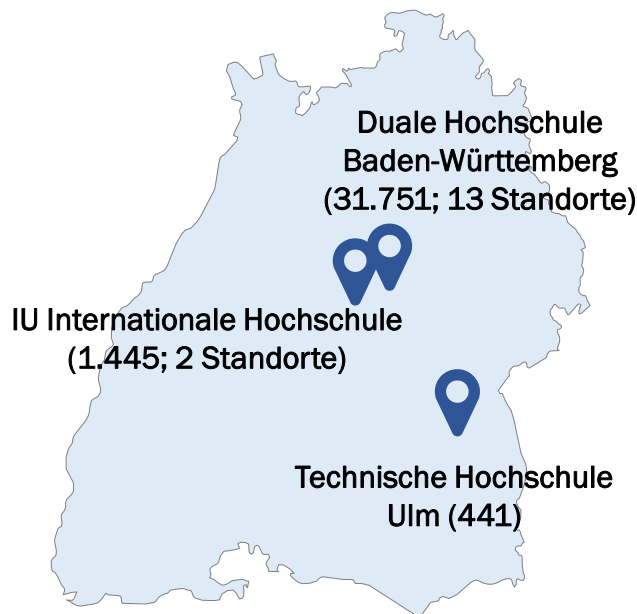 Duale Hochschule
Baden-Württemberg
(31.751; 13 Standorte)
IU Internationale Hochschule
(1.445; 2 Standorte)
Technische Hochschule
Ulm (441)